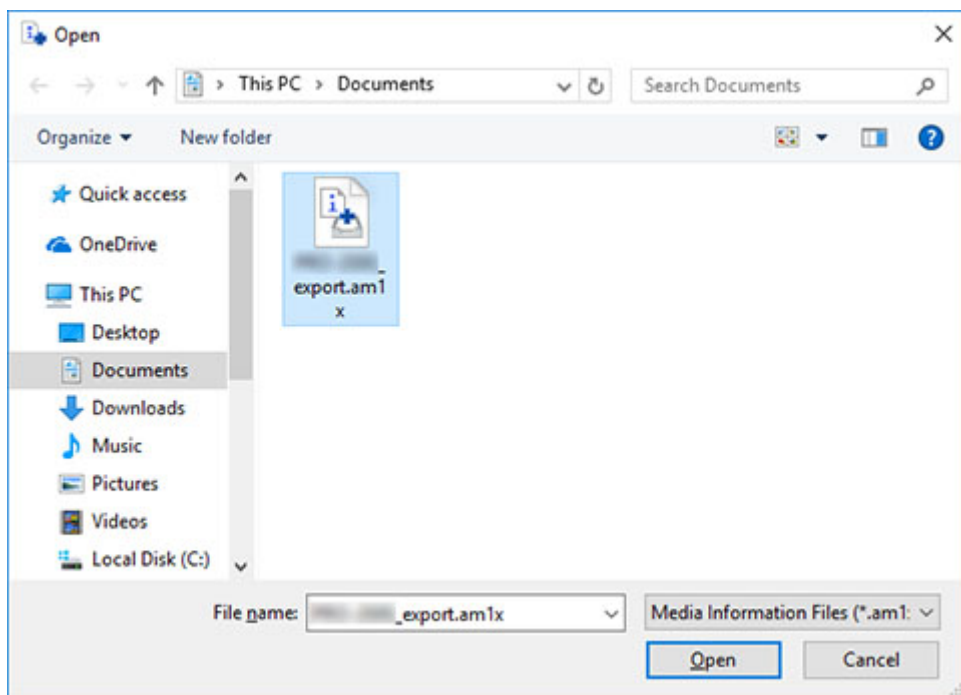 Open
This PC > Documents
Search Documents
Organize
New folder
Quick access
OneDrive
This PC
Desktop
Documents
Downloads
Music
Pictures
Videos
Local Disk (C:)
_
export.am1
x
File name:
_export.am1x
Media Information Files (*.am1:
Open
Cancel